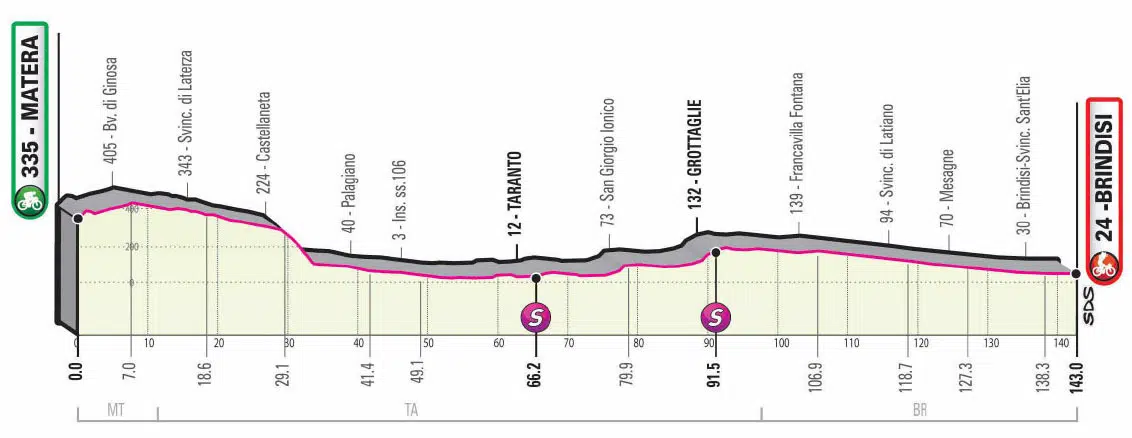 335 - MATERA
405 - Bv. di Ginosa
343 - Svinc. di Laterza
224 - Castellaneta
40 - Palagiano
3 - Ins. ss.106
12 - TARANTO
73 - San Giorgio Ionico
132 - GROTTAGLIE
139 - Francavilla Fontana
94 - Svinc. di Latiano
70 - Mesagne
30 - Brindisi-Svinc. Sant'Elia
24 -BRINDISI
400
200
0
S
S
SDS
0
10
20
30
40
50
60
70
80
90
100
110
120
130
140
0.0
7.0
18.6
29.1
41.4
49.1
66.2
79.9
91.5
106.9
118.7
127.3
138.3
143.0
MT
TA
BR